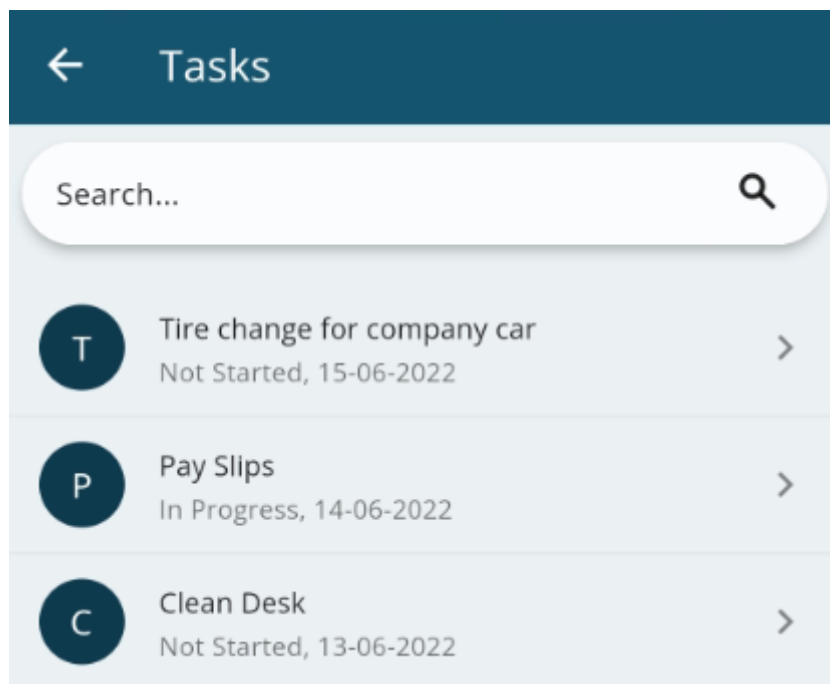 Tasks
Search...
T
Tire change for company car
Not Started, 15-06-2022
P
Pay Slips
In Progress, 14-06-2022
C
Clean Desk
Not Started, 13-06-2022